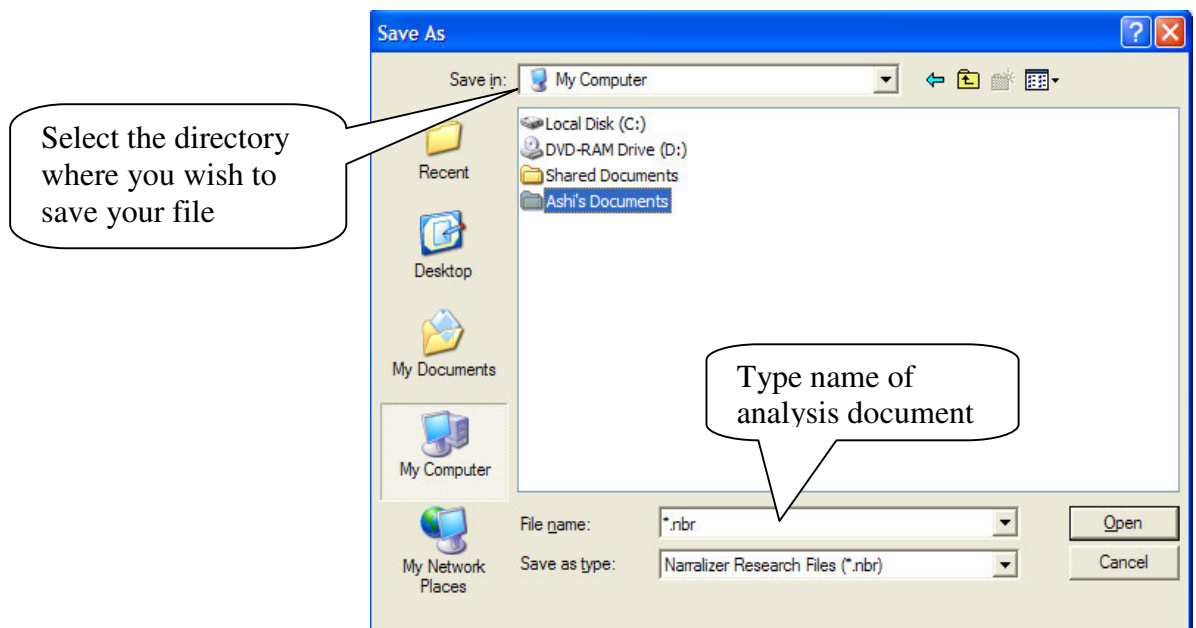 Save As
Save in:
My Computer
Select the directory
where you wish to
save your file
Local Disk (C:)
DVD-RAM Drive (D:)
Shared Documents
Ashi's Documents
Recent
Desktop
My Documents
My Computer
My Network
Places
Type name of
analysis document
File name:
*.nbr
Open
Save as type:
Narralizer Research Files (*.nbr)
Cancel